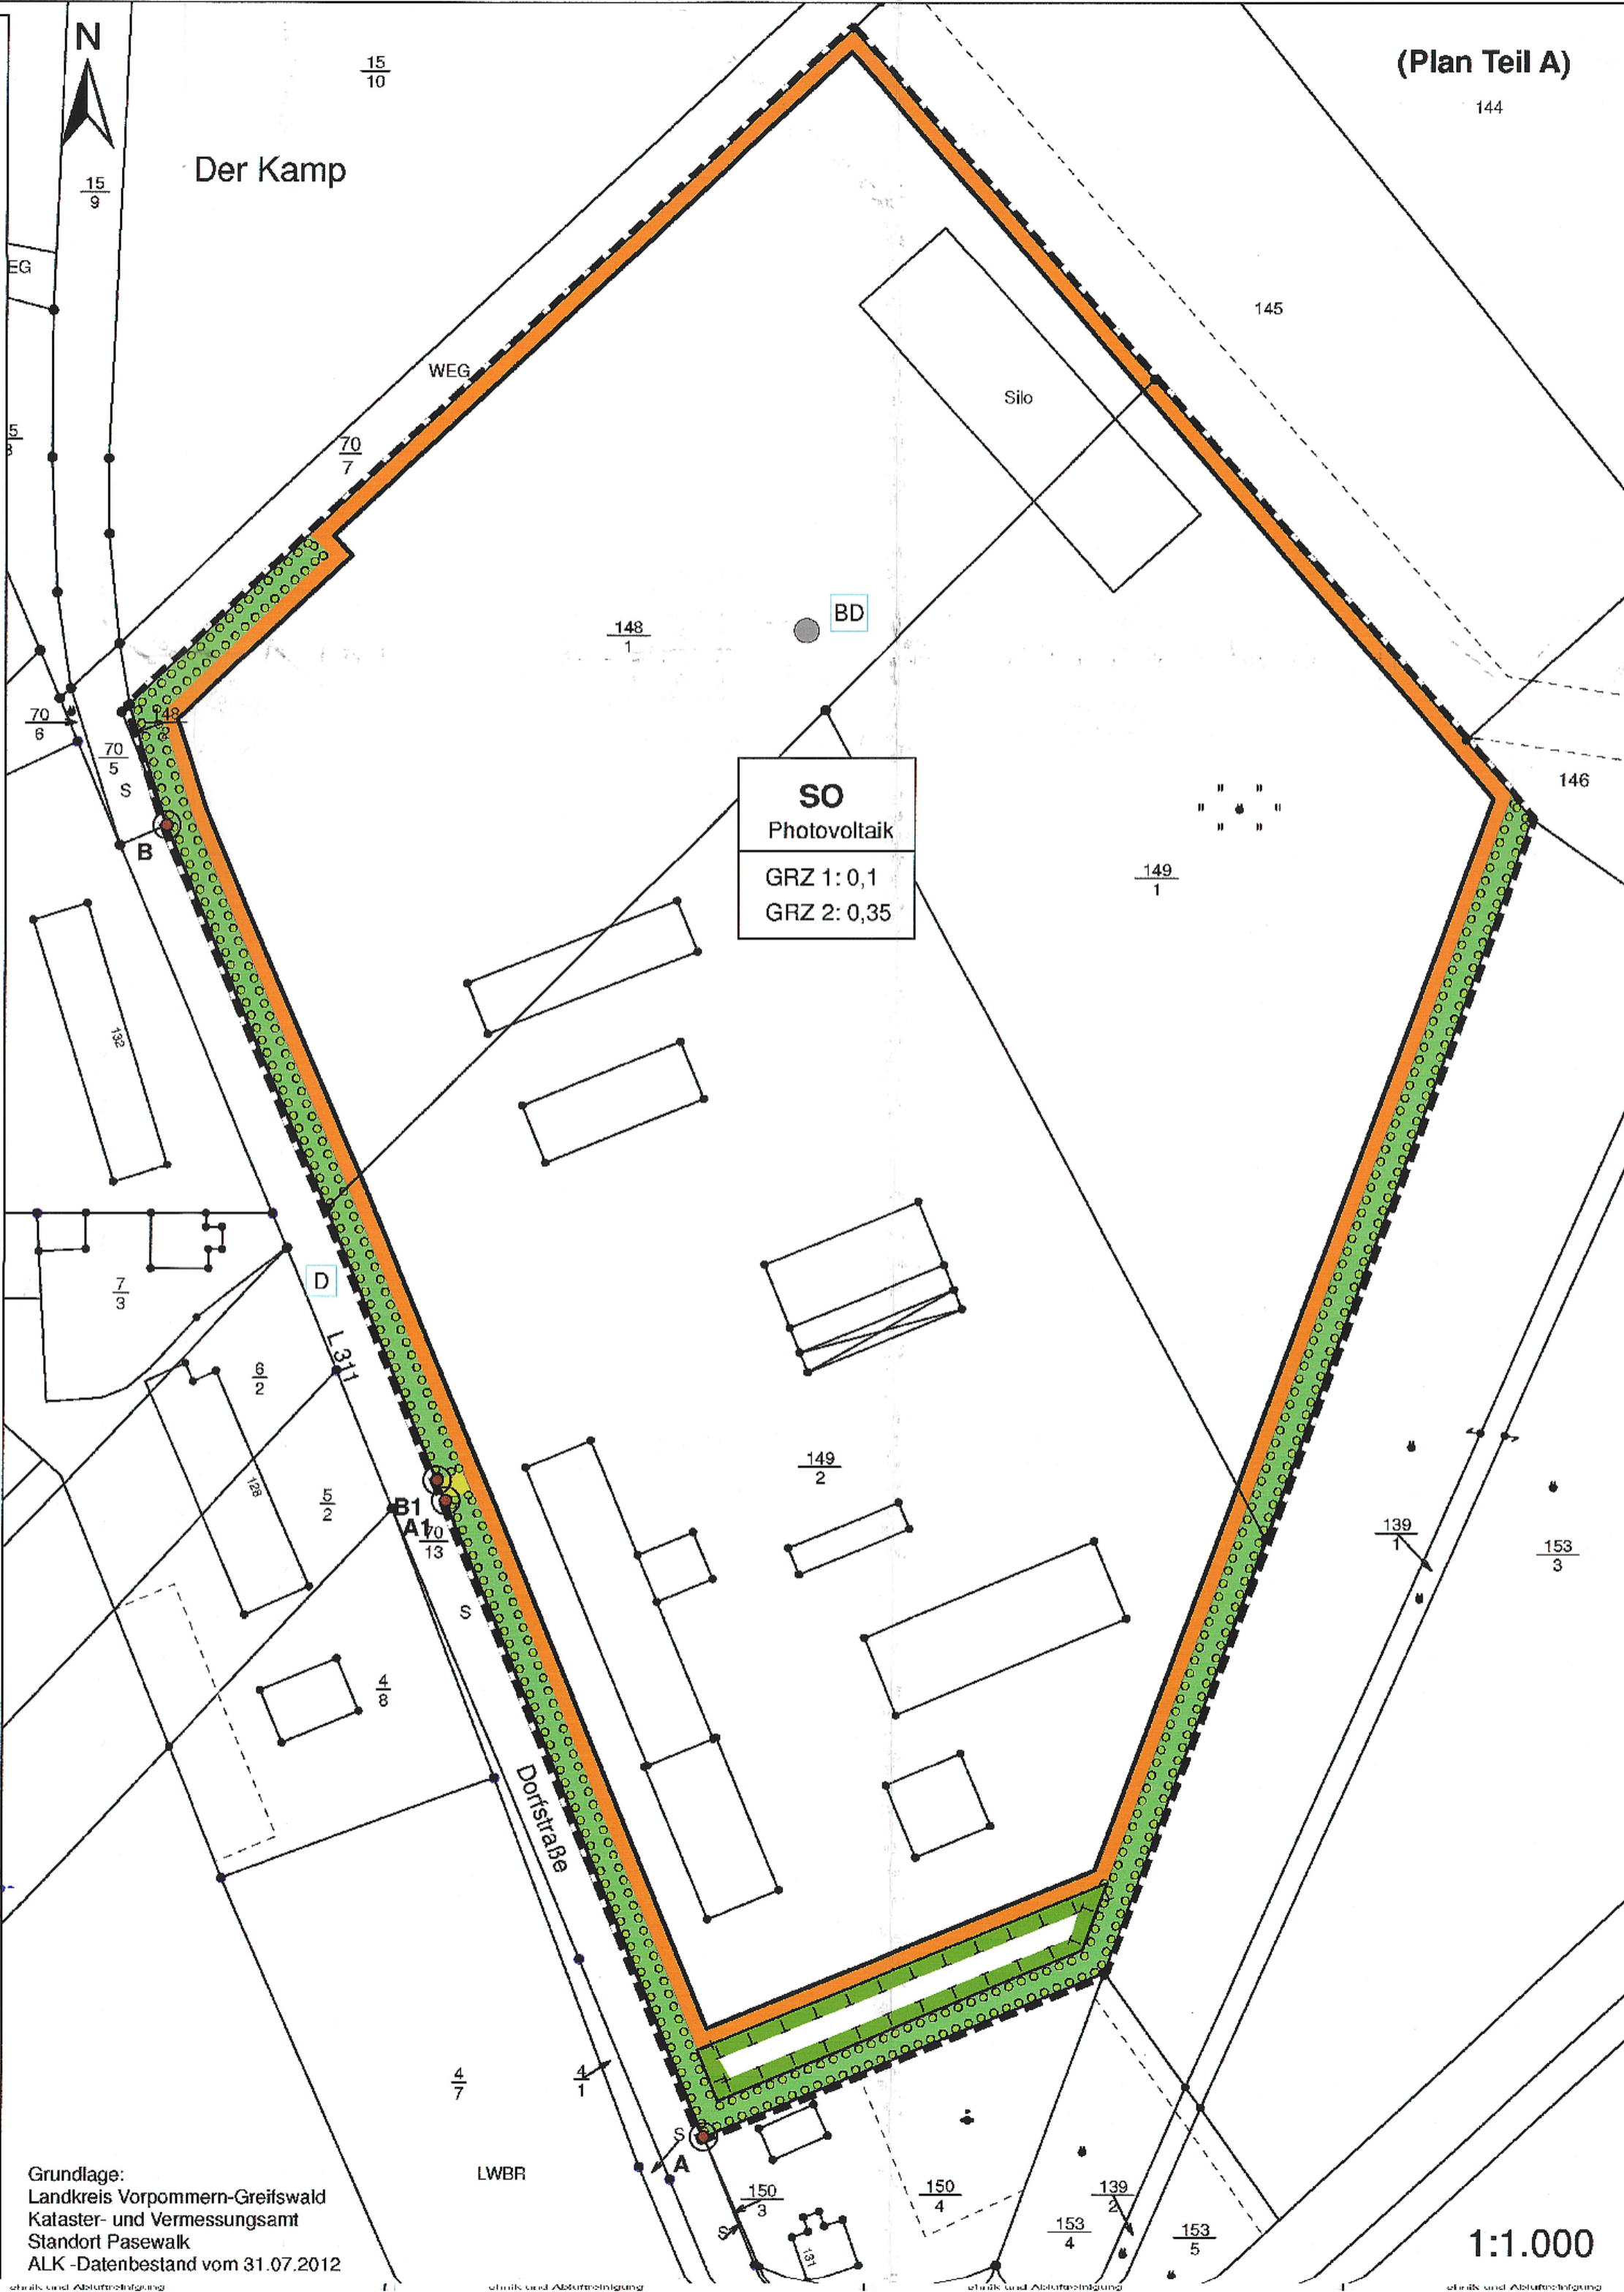 N
(Plan Teil A)
15
10
144
Der Kamp
15
9
EG
145
WEG
Silo
70
7
BD
148
1
70
6
148
70
5
S
146
SO
Photovoltaik
GRZ 1: 0,1
GRZ 2: 0,35
B
149
1
132
D
7
3
L 311
6
2
149
2
128
5
2
B1
A1
70
13
139
1
153
3
S
4
8
Dorfstraße
4
7
4
1
S
A
LWBR
150
3
150
4
139
2
S
153
4
153
5
131
Grundlage:
Landkreis Vorpommern-Greifswald
Kataster- und Vermessungsamt
Standort Pasewalk
ALK -Datenbestand vom 31.07.2012
1:1.000